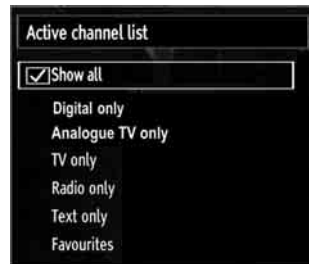 Active channel list
Show all
Digital only
Analogue TV only
TV only
Radio only
Text only
Favourites